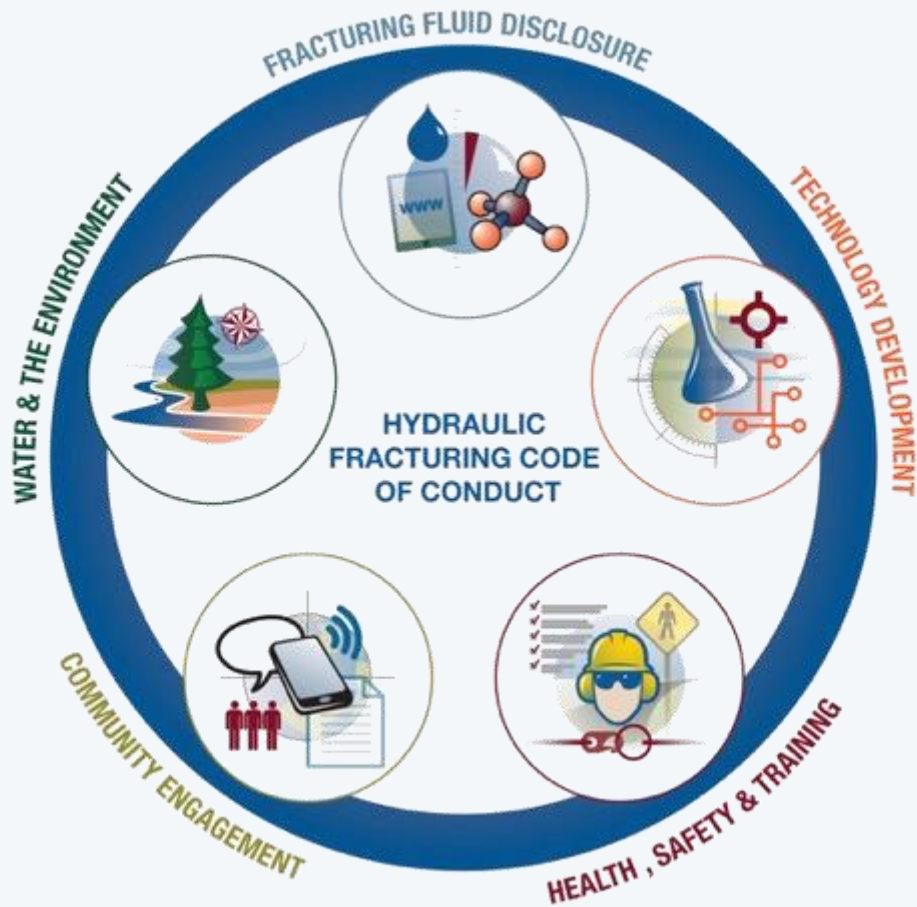 FRACTURING FLUID DISCLOSURE
www
WATER & THE ENVIRONMENT
TECHNOLOGY DEVELOPMENT
HYDRAULIC
FRACTURING CODE
OF CONDUCT
COMMUNITY ENGAGEMENT
HEALTH , SAFETY & TRAINING